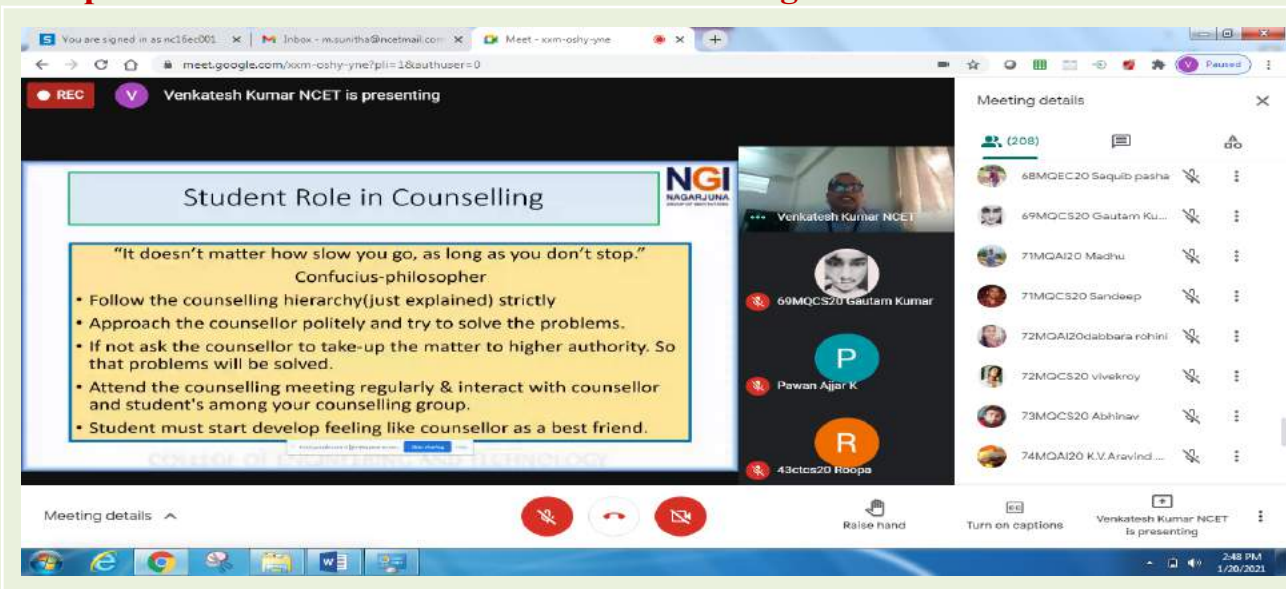 You are signed in as nc16ec001
Inbox - m.sunitha@ncetmail.com
Meet - xxm-oshy-yne
meet.google.com/xxm-oshy-yne?pli=1&authuser=0
V Paused
REC
V Venkatesh Kumar NCET is presenting
Meeting details
(208)
Student Role in Counselling
NGI
NAGARJUNA
"It doesn't matter how slow you go, as long as you don't stop."
Confucius-philosopher
• Follow the counselling hierarchy(just explained) strictly
• Approach the counsellor politely and try to solve the problems.
• If not ask the counsellor to take-up the matter to higher authority. So
that problems will be solved.
• Attend the counselling meeting regularly & interact with counsellor
and student's among your counselling group.
• Student must start develop feeling like counsellor as a best friend.
COLLEGE OF ENGINEERING AND TECHNOLOGY
Venkatesh Kumar NCET
69MQCS20 Gautam Kumar
P
Pawan Ajjar K
R
43ctcs20 Roopa
68MQEC20 Saquib pasha
69MQCS20 Gautam Ku...
71MQAI20 Madhu
71MQCS20 Sandeep
72MQAI20dabbara rohini
72MQCS20 vivekroy
73MQCS20 Abhinav
74MQAI20 K.V.Aravind ...
Meeting details
Raise hand
Turn on captions
Venkatesh Kumar NCET
is presenting
2:48 PM
1/20/2021